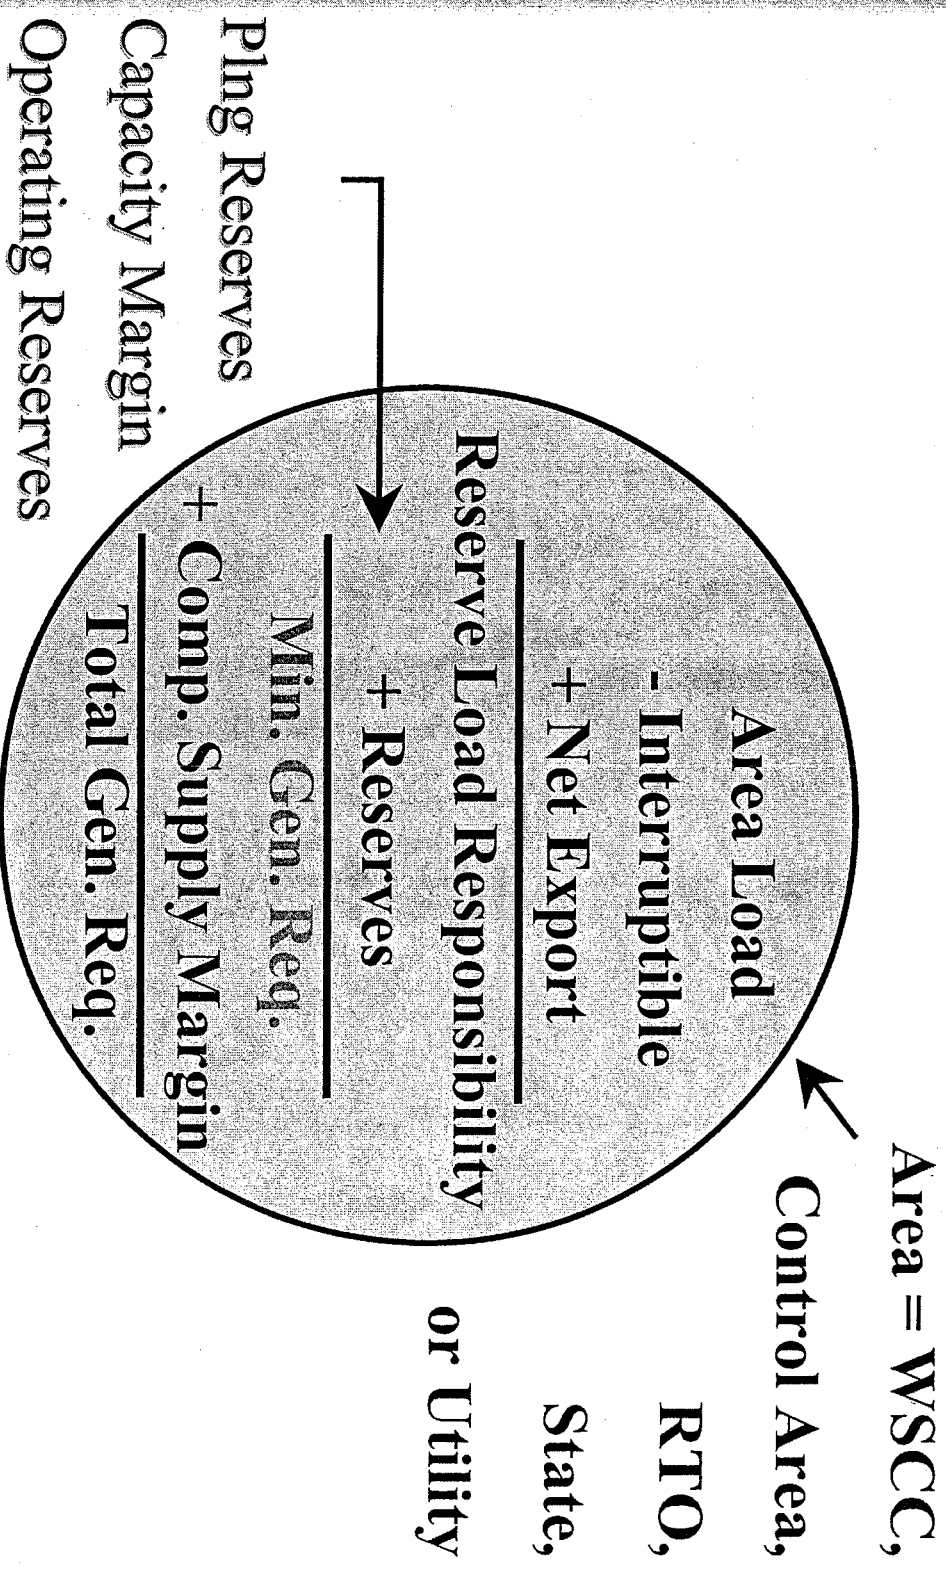 Area = WSCC,
Control Area,
RTO,
State,
or Utility
Area Load
- Interruptible
+ Net Export
Reserve Load Responsibility
+ Reserves
Min. Gen. Req.
+ Comp. Supply Margin
Total Gen. Req.
Plng Reserves
Capacity Margin
Operating Reserves